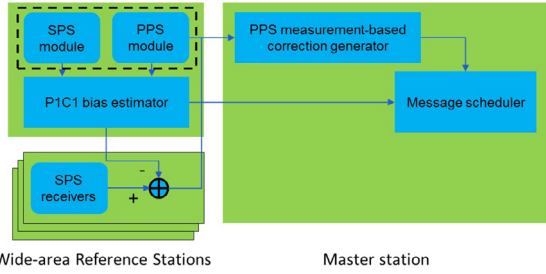 SPS
module
PPS
module
PPS measurement-based
correction generator
P1C1 bias estimator
Message scheduler
-
SPS
receivers
+
Wide-area Reference Stations
Master station